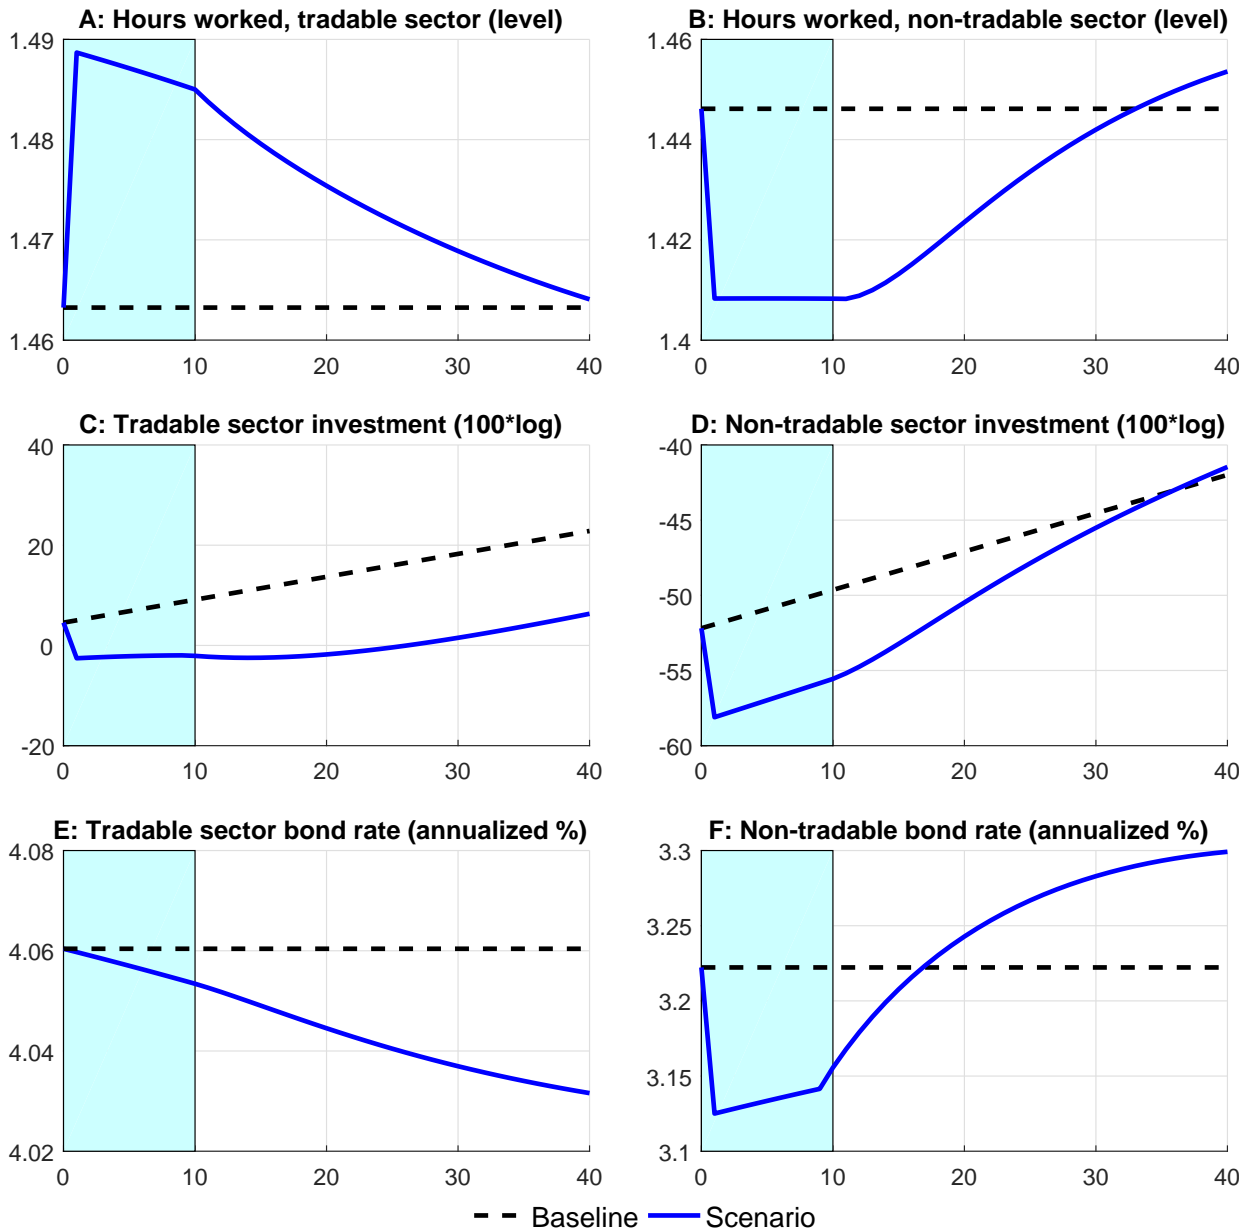 A: Hours worked, tradable sector (level)
1.49
1.48
1.47
1.46
0 10 20 30 40
B: Hours worked, non-tradable sector (level)
1.46
1.44
1.42
1.4
0 10 20 30 40
C: Tradable sector investment (100*log)
40
20
0
-20
0 10 20 30 40
D: Non-tradable sector investment (100*log)
-40
-45
-50
-55
-60
0 10 20 30 40
E: Tradable sector bond rate (annualized %)
4.08
4.06
4.04
4.02
0 10 20 30 40
F: Non-tradable bond rate (annualized %)
3.3
3.25
3.2
3.15
3.1
0 10 20 30 40
Baseline Scenario